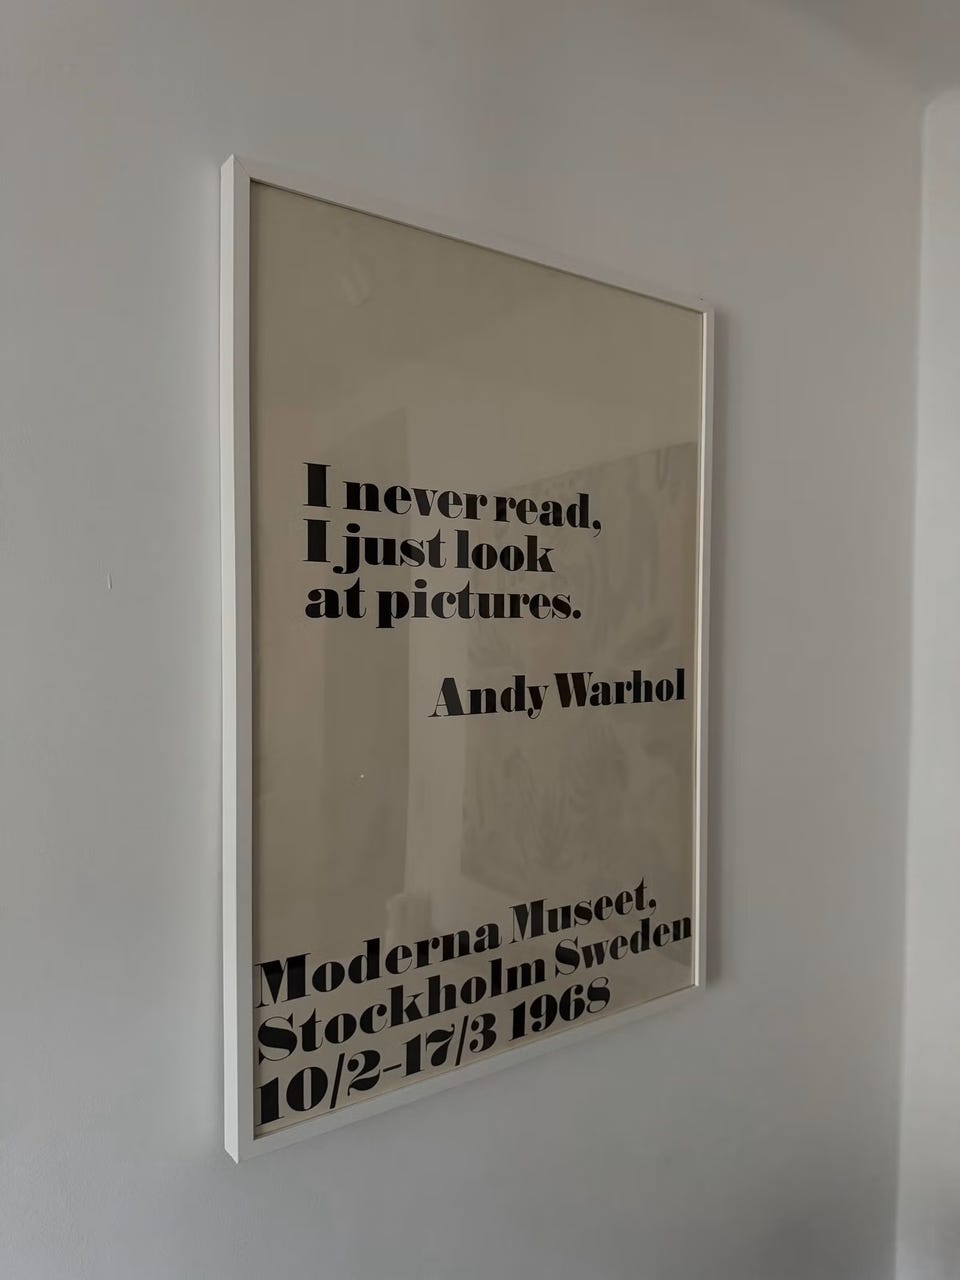 I never read,
I just look
at pictures.
Andy Warhol
Moderna Museet,
Stockholm Sweden
10/2–17/3 1968